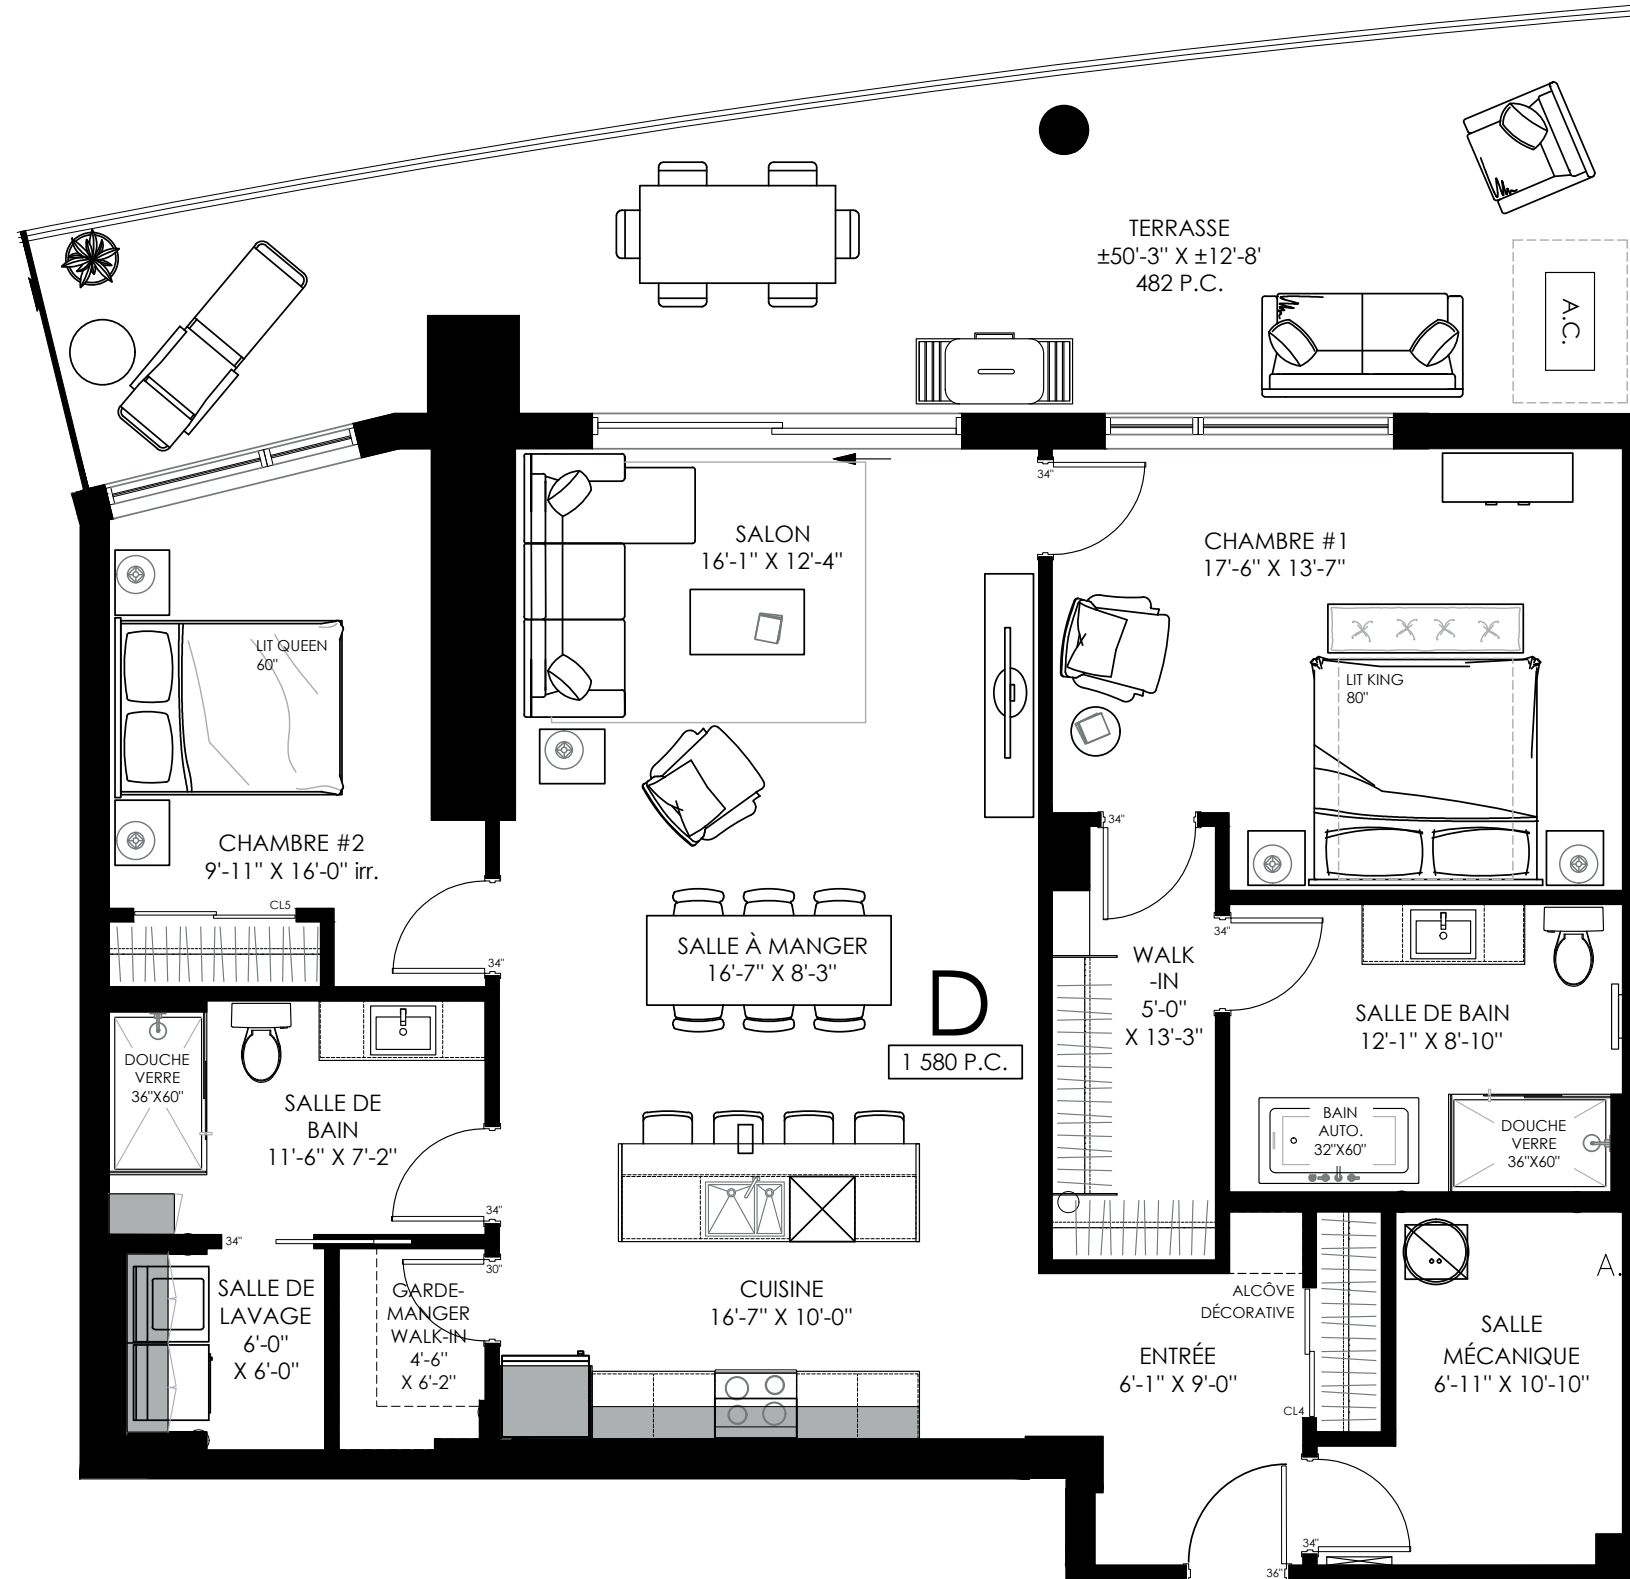 TERRASSE
±50'-3" X ±12'-8'
482 P.C.
A.C.
34"
SALON
16'-1" X 12'-4"
CHAMBRE #1
17'-6" X 13'-7"
LIT QUEEN
60"
LIT KING
80"
CHAMBRE #2
9'-11" X 16'-0" irr.
34"
CL5
34"
SALLE À MANGER
16'-7" X 8'-3"
D
1 580 P.C.
WALK
-IN
5'-0"
X 13'-3"
34"
SALLE DE BAIN
12'-1" X 8'-10"
DOUCHE
VERRE
36"X60"
SALLE DE
BAIN
11'-6" X 7'-2"
BAIN
AUTO.
32"X60"
DOUCHE
VERRE
36"X60"
34"
34"
30"
SALLE DE
LAVAGE
6'-0"
X 6'-0"
GARDE-
MANGER
WALK-IN
4'-6"
X 6'-2"
CUISINE
16'-7" X 10'-0"
ALCÔVE
DÉCORATIVE
ENTRÉE
6'-1" X 9'-0"
CL4
A.
SALLE
MÉCANIQUE
6'-11" X 10'-10"
34"
36"